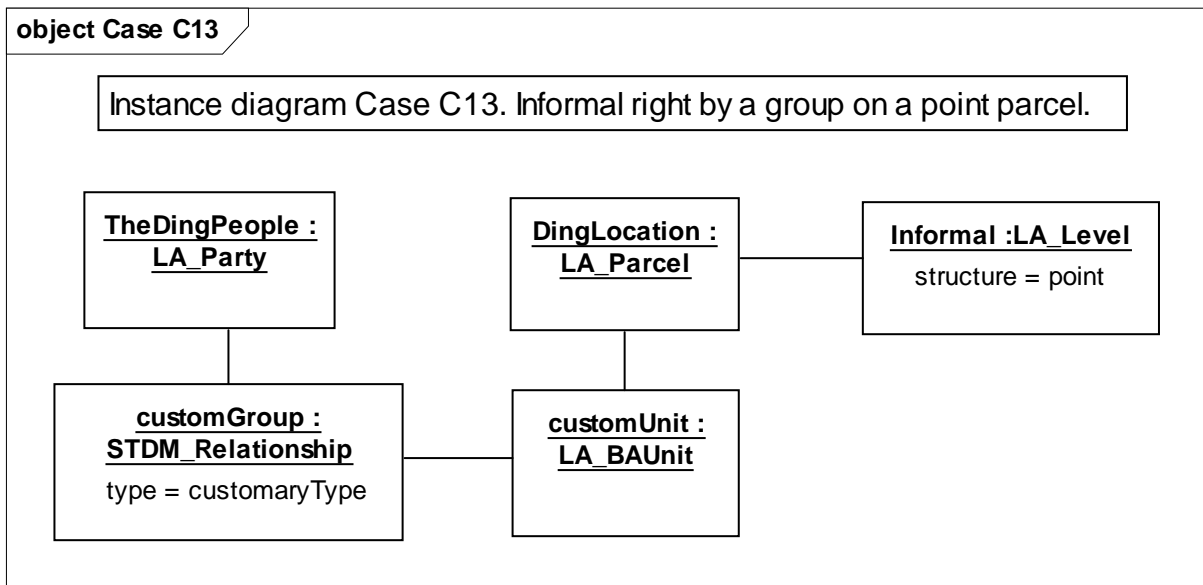 object Case C13
Instance diagram Case C13. Informal right by a group on a point parcel.
TheDingPeople :
LA_Party
DingLocation :
LA_Parcel
Informal :LA_Level
structure = point
customGroup :
STDM_Relationship
type = customaryType
customUnit :
LA_BAUnit